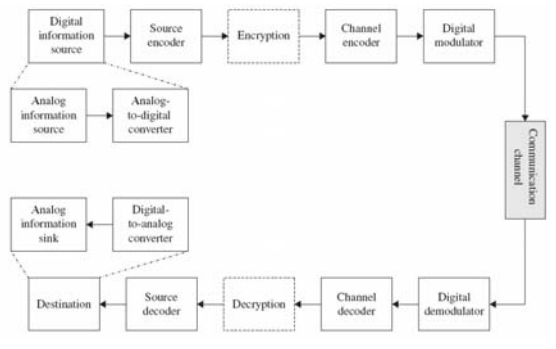 Digital
information
source
Source
encoder
Encryption
Channel
encoder
Digital
modulator
Analog
information
source
Analog-
to-digital
converter
Communication
channel
Analog
information
sink
Digital-
to-analog
converter
Destination
Source
decoder
Decryption
Channel
decoder
Digital
demodulator